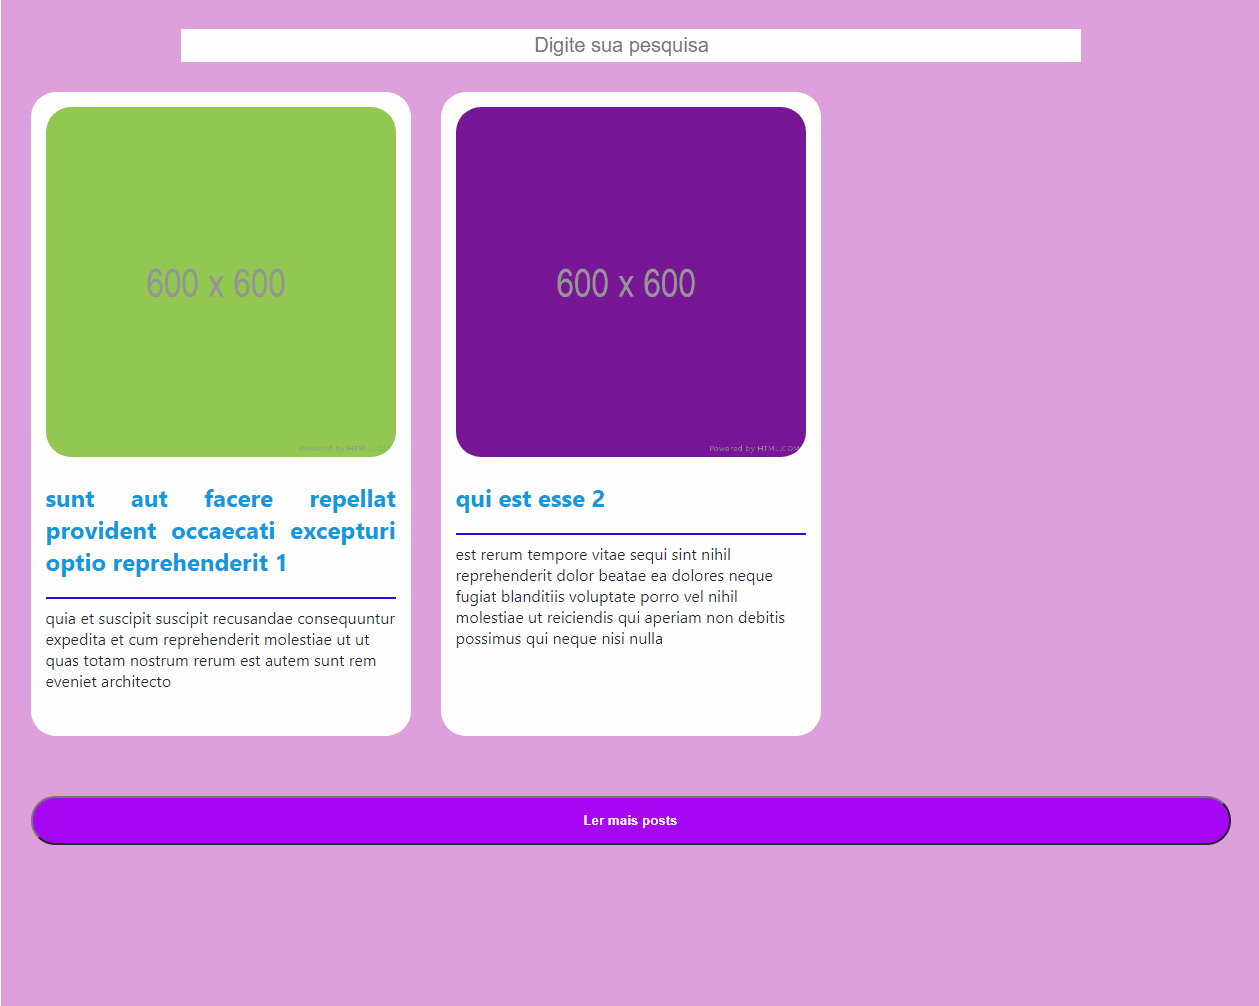 Digite sua pesquisa
600 x 600
Powered by HTML.COM
sunt aut facere repellat
provident occaecati excepturi
optio reprehenderit 1
quia et suscipit suscipit recusandae consequuntur
expedita et cum reprehenderit molestiae ut ut
quas totam nostrum rerum est autem sunt rem
eveniet architecto
600 x 600
Powered by HTML.COM
qui est esse 2
est rerum tempore vitae sequi sint nihil
reprehenderit dolor beatae ea dolores neque
fugiat blanditiis voluptate porro vel nihil
molestiae ut reiciendis qui aperiam non debitis
possimus qui neque nisi nulla
Ler mais posts